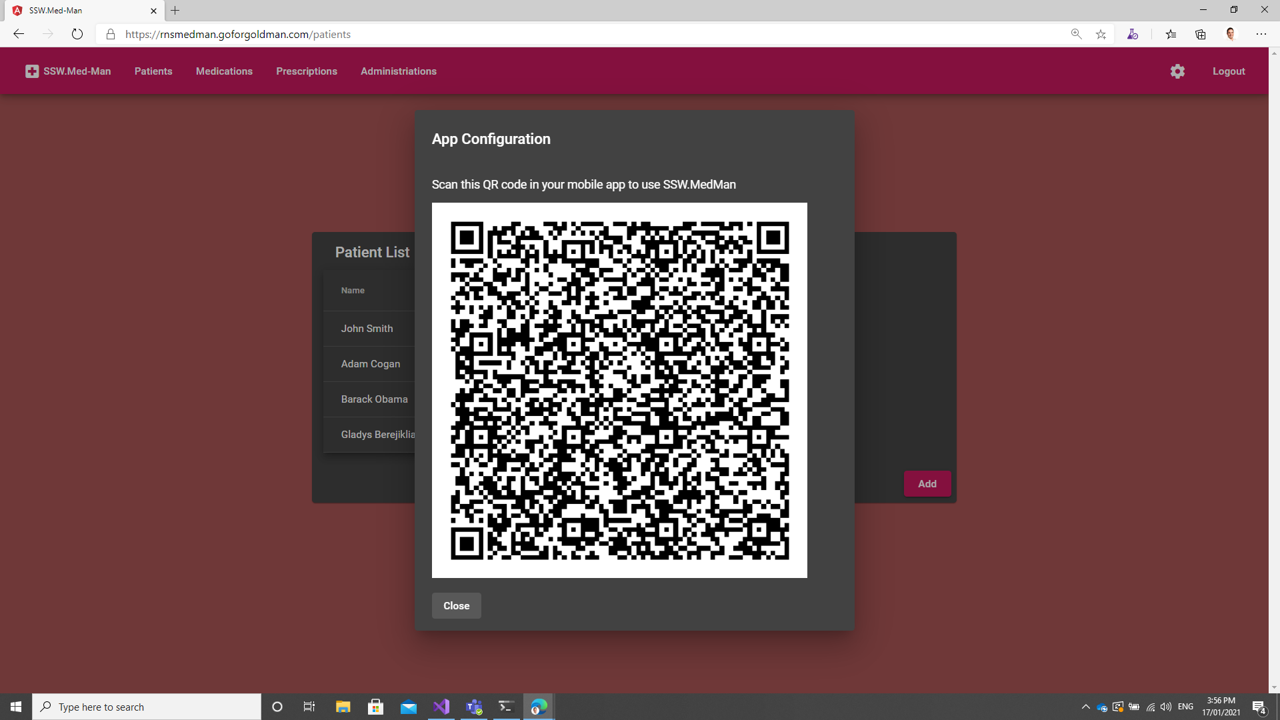 SSW.Med-Man
https://rnsmedman.goforgoldman.com/patients
SSW.Med-Man Patients Medications Prescriptions Administriations Logout
App Configuration
Scan this QR code in your mobile app to use SSW.MedMan
Patient List
Name
John Smith
Adam Cogan
Barack Obama
Gladys Berejiklia
Add
Close
Type here to search
ENG
3:56 PM
17/01/2021
4